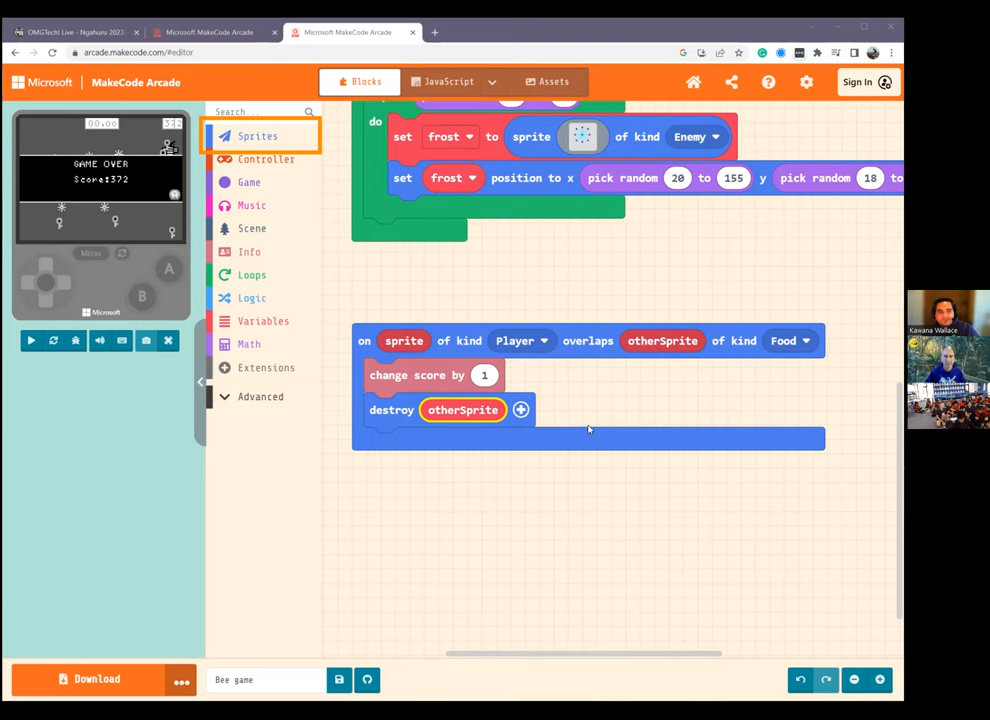 OMGTech! Live - Ngahuru 2023
Microsoft MakeCode Arcade
Microsoft MakeCode Arcade
arcade.makecode.com/#editor
Microsoft
MakeCode Arcade
Blocks
JavaScript
Assets
Sign In
00.00
372
GAME OVER
Score:372
Menu
A
B
Microsoft
Search...
Sprites
Controller
Game
Music
Scene
Info
Loops
Logic
Variables
Math
Extensions
Advanced
do
set frost to sprite of kind Enemy
set frost position to x pick random 20 to 155 y pick random 18 to
on sprite of kind Player overlaps otherSprite of kind Food
change score by 1
destroy otherSprite
Kawana Wallace
Download
Bee game